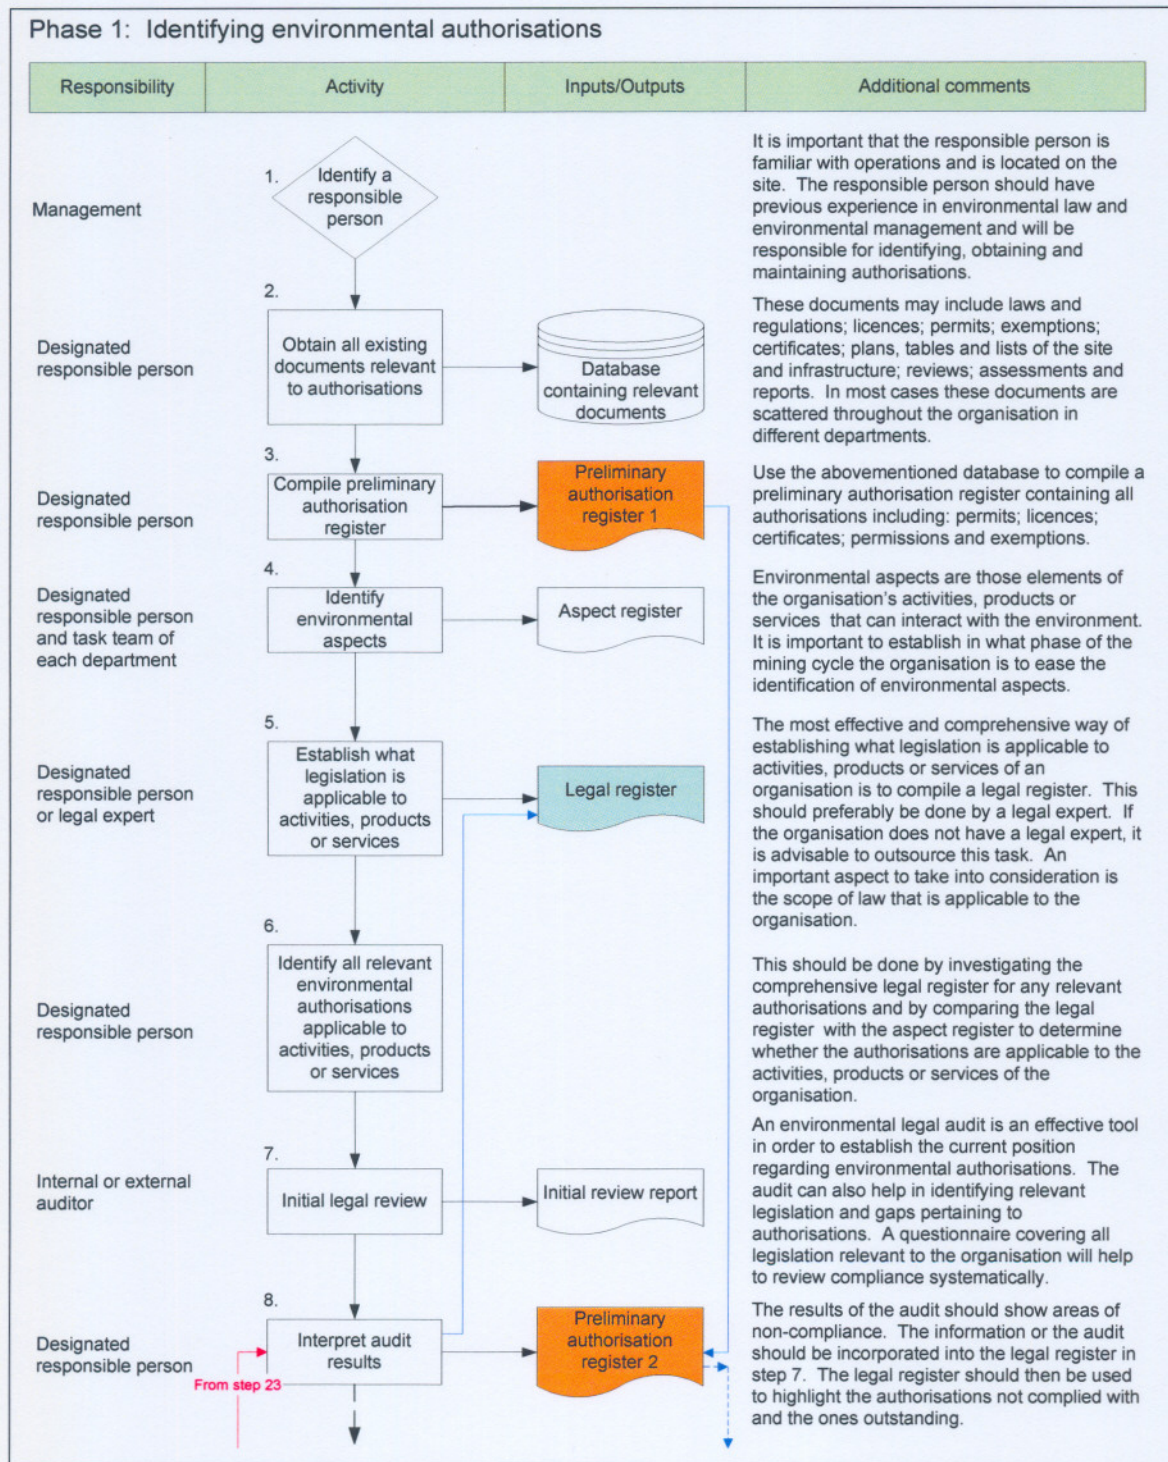 Phase 1: Identifying environmental authorisations
Responsibility
Activity
Inputs/Outputs
Additional comments
Management
1.
Identify a
responsible
person
It is important that the responsible person is
familiar with operations and is located on the
site. The responsible person should have
previous experience in environmental law and
environmental management and will be
responsible for identifying, obtaining and
maintaining authorisations.
Designated
responsible person
2.
Obtain all existing
documents relevant
to authorisations
Database
containing relevant
documents
These documents may include laws and
regulations; licences; permits; exemptions;
certificates; plans, tables and lists of the site
and infrastructure; reviews; assessments and
reports. In most cases these documents are
scattered throughout the organisation in
different departments.
Designated
responsible person
3.
Compile preliminary
authorisation
register
Preliminary
authorisation
register 1
Use the abovementioned database to compile a
preliminary authorisation register containing all
authorisations including: permits; licences;
certificates; permissions and exemptions.
Designated
responsible person
and task team of
each department
4.
Identify
environmental
aspects
Aspect register
Environmental aspects are those elements of
the organisation's activities, products or
services that can interact with the environment.
It is important to establish in what phase of the
mining cycle the organisation is to ease the
identification of environmental aspects.
Designated
responsible person
or legal expert
5.
Establish what
legislation is
applicable to
activities, products
or services
Legal register
The most effective and comprehensive way of
establishing what legislation is applicable to
activities, products or services of an
organisation is to compile a legal register. This
should preferably be done by a legal expert. If
the organisation does not have a legal expert, it
is advisable to outsource this task. An
important aspect to take into consideration is
the scope of law that is applicable to the
organisation.
Designated
responsible person
6.
Identify all relevant
environmental
authorisations
applicable to
activities, products
or services
This should be done by investigating the
comprehensive legal register for any relevant
authorisations and by comparing the legal
register with the aspect register to determine
whether the authorisations are applicable to the
activities, products or services of the
organisation.
Internal or external
auditor
7.
Initial legal review
Initial review report
An environmental legal audit is an effective tool
in order to establish the current position
regarding environmental authorisations. The
audit can also help in identifying relevant
legislation and gaps pertaining to
authorisations. A questionnaire covering all
legislation relevant to the organisation will help
to review compliance systematically.
Designated
responsible person
8.
Interpret audit
results
From step 23
Preliminary
authorisation
register 2
The results of the audit should show areas of
non-compliance. The information or the audit
should be incorporated into the legal register in
step 7. The legal register should then be used
to highlight the authorisations not complied with
and the ones outstanding.